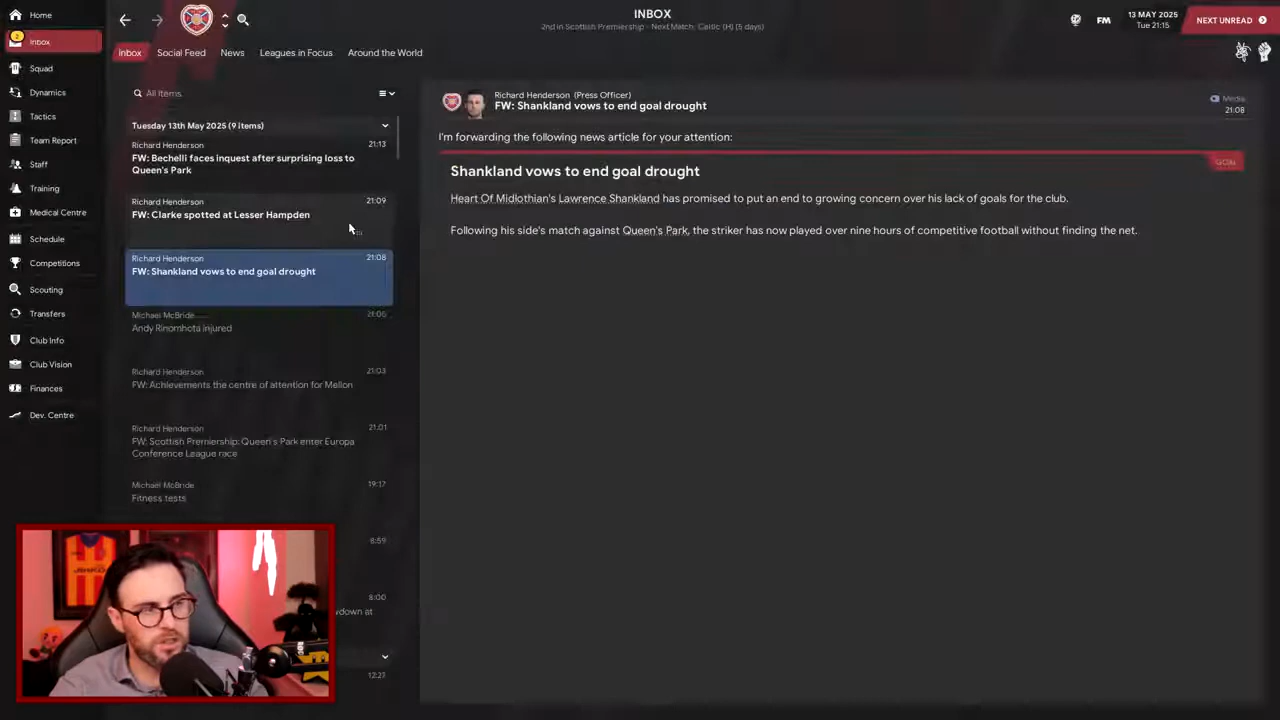 Home
Inbox
2
Squad
Dynamics
Tactics
Team Report
Staff
Training
Medical Centre
Schedule
Competitions
Scouting
Transfers
Club Info
Club Vision
Finances
Dev. Centre
INBOX
2nd in Scottish Premiership - Next Match: Celtic (H) (5 days)
FM
13 MAY 2025
Tue 21:15
NEXT UNREAD
Inbox
Social Feed
News
Leagues in Focus
Around the World
All Items
Tuesday 13th May 2025 (9 items)
Richard Henderson
21:13
FW: Bechelli faces inquest after surprising loss to
Queen's Park
Richard Henderson
21:09
FW: Clarke spotted at Lesser Hampden
Richard Henderson
21:08
FW: Shankland vows to end goal drought
Michael McBride
21:06
Andy Rinomhota injured
Richard Henderson
21:03
FW: Achievements the centre of attention for Mellon
Richard Henderson
21:01
FW: Scottish Premiership: Queen's Park enter Europa
Conference League race
Michael McBride
19:17
Fitness tests
8:59
8:00
wdown at
12:27
Richard Henderson (Press Officer)
FW: Shankland vows to end goal drought
Media
21:08
I'm forwarding the following news article for your attention:
GOAL
Shankland vows to end goal drought
Heart Of Midlothian's Lawrence Shankland has promised to put an end to growing concern over his lack of goals for the club.
Following his side's match against Queen's Park, the striker has now played over nine hours of competitive football without finding the net.